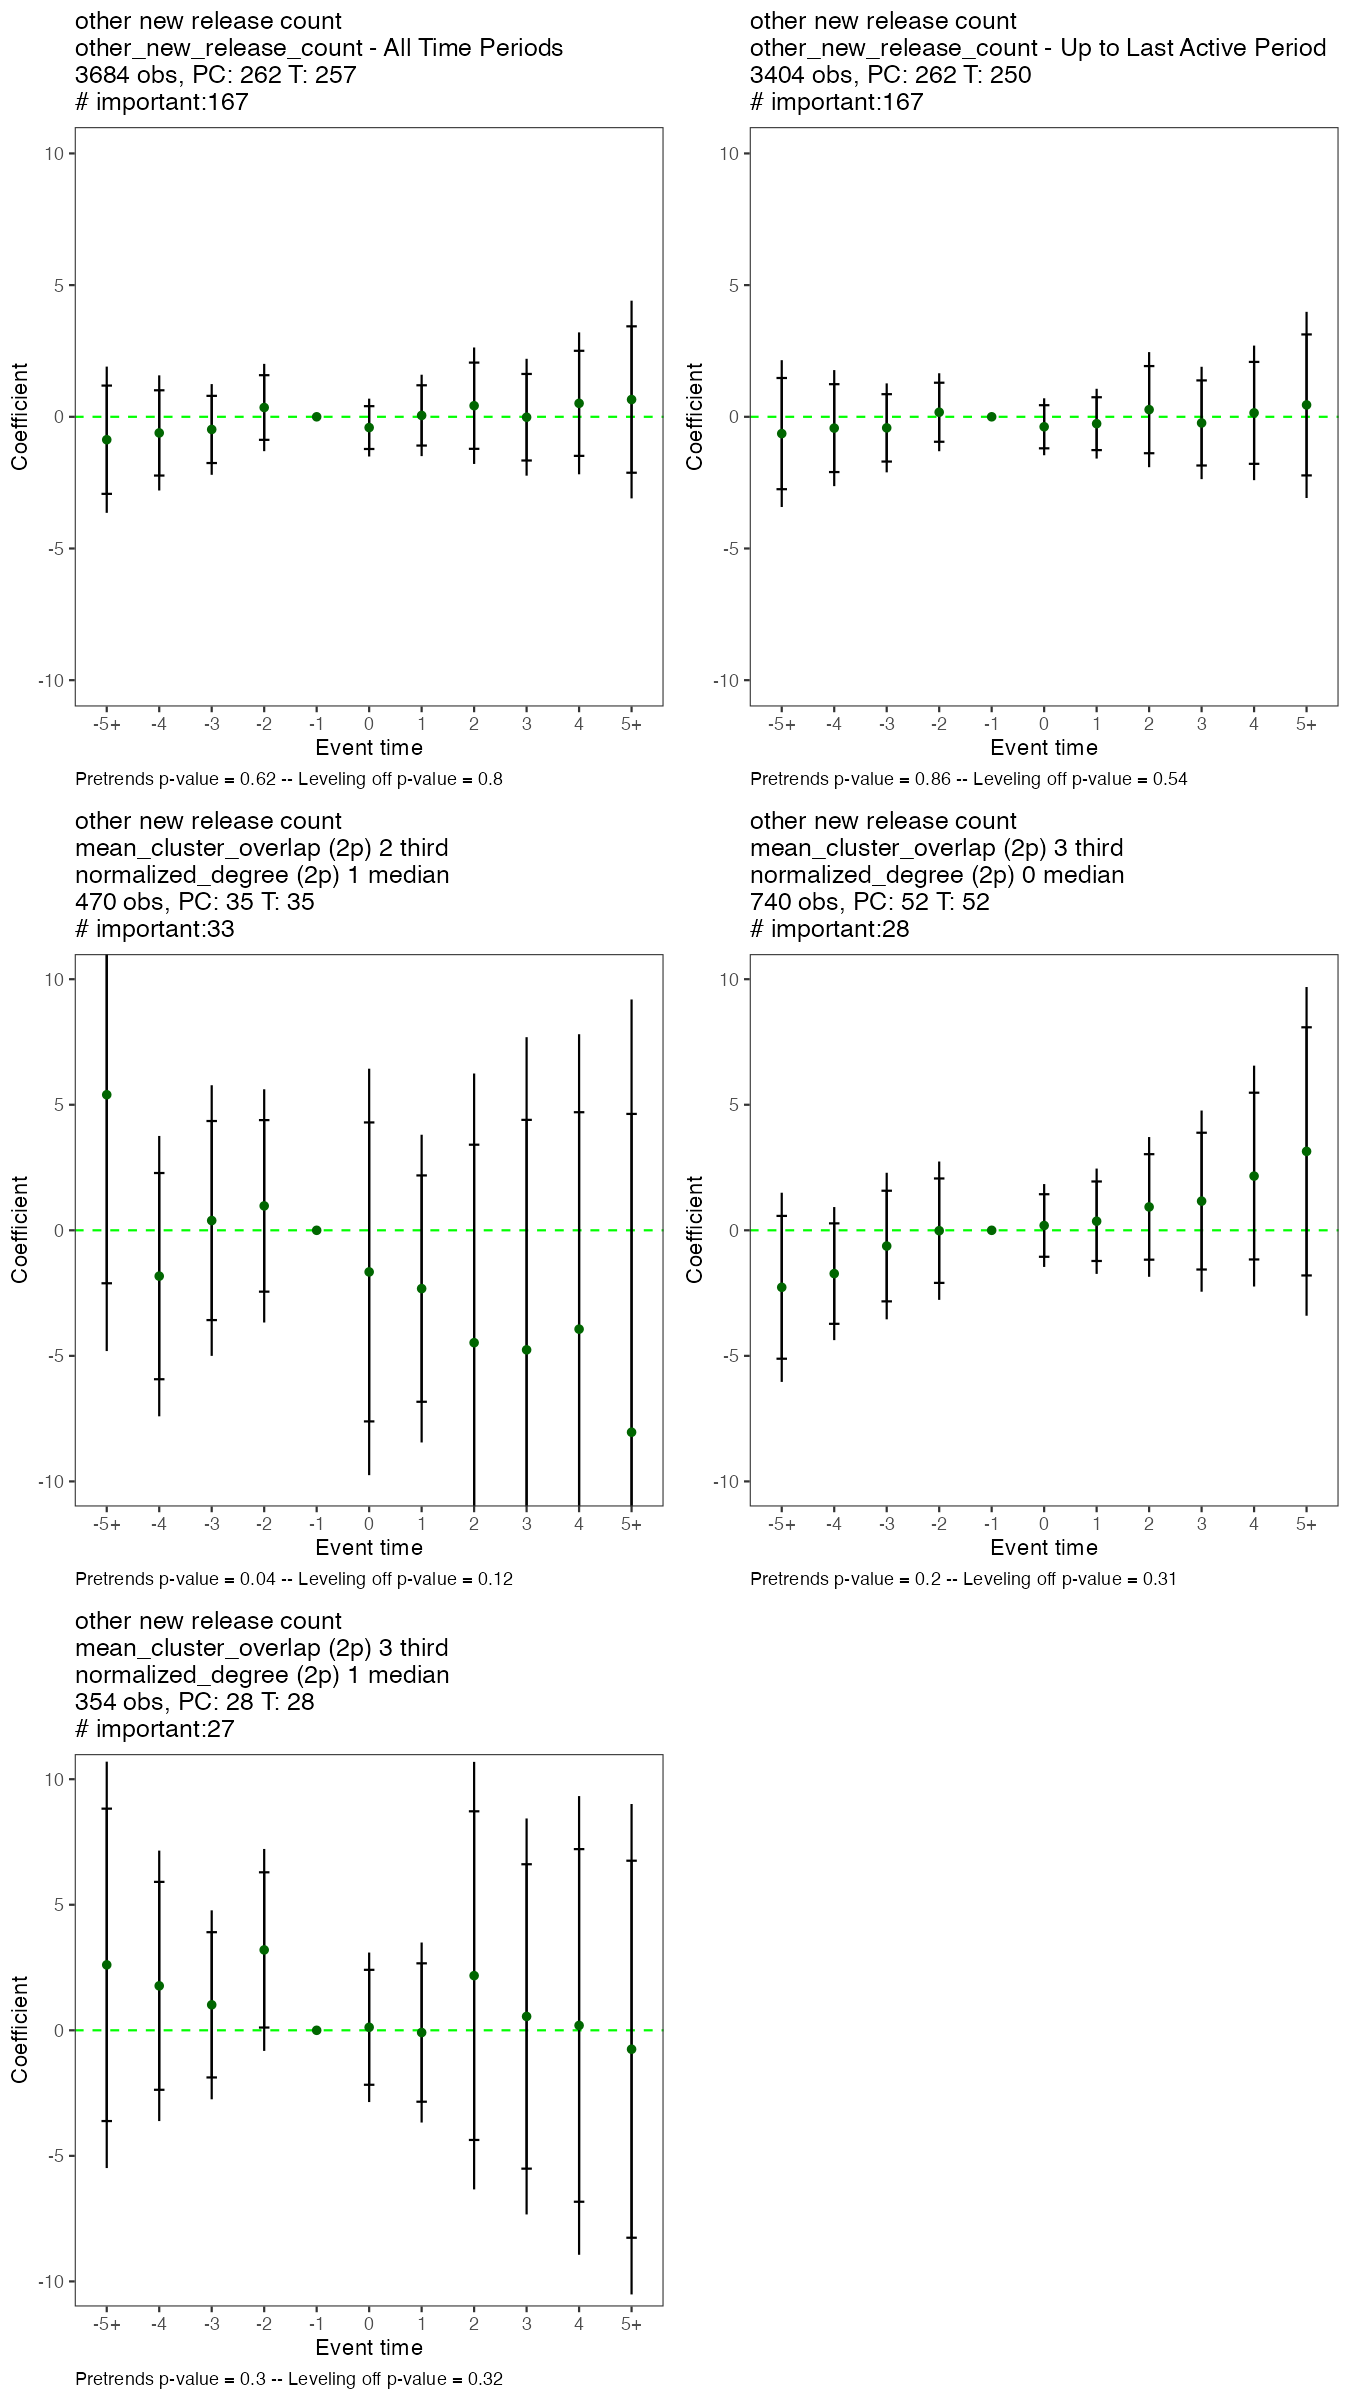 other new release count
other_new_release_count - All Time Periods
3684 obs, PC: 262 T: 257
# important:167
10
5
0
-5
-10
Coefficient
-5+ -4 -3 -2 -1 0 1 2 3 4 5+
Event time
Pretrends p-value = 0.62 -- Leveling off p-value = 0.8
other new release count
other_new_release_count - Up to Last Active Period
3404 obs, PC: 262 T: 250
# important:167
10
5
0
-5
-10
Coefficient
-5+ -4 -3 -2 -1 0 1 2 3 4 5+
Event time
Pretrends p-value = 0.86 -- Leveling off p-value = 0.54
other new release count
mean_cluster_overlap (2p) 2 third
normalized_degree (2p) 1 median
470 obs, PC: 35 T: 35
# important:33
10
5
0
-5
-10
Coefficient
-5+ -4 -3 -2 -1 0 1 2 3 4 5+
Event time
Pretrends p-value = 0.04 -- Leveling off p-value = 0.12
other new release count
mean_cluster_overlap (2p) 3 third
normalized_degree (2p) 0 median
740 obs, PC: 52 T: 52
# important:28
10
5
0
-5
-10
Coefficient
-5+ -4 -3 -2 -1 0 1 2 3 4 5+
Event time
Pretrends p-value = 0.2 -- Leveling off p-value = 0.31
other new release count
mean_cluster_overlap (2p) 3 third
normalized_degree (2p) 1 median
354 obs, PC: 28 T: 28
# important:27
10
5
0
-5
-10
Coefficient
-5+ -4 -3 -2 -1 0 1 2 3 4 5+
Event time
Pretrends p-value = 0.3 -- Leveling off p-value = 0.32